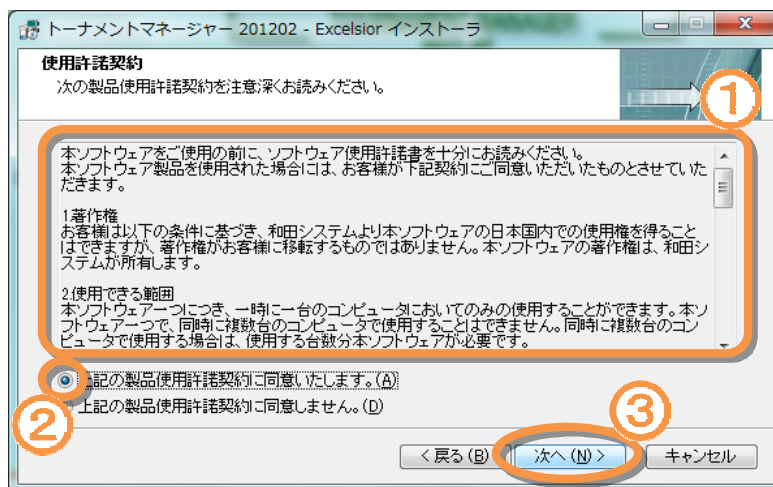 トーナメントマネージャー 201202 - Excelsior インストーラ
使用許諾契約
次の製品使用許諾契約を注意深くお読みください。
①
本ソフトウェアをご使用の前に、ソフトウェア使用許諾書を十分にお読みください。
本ソフトウェア製品を使用された場合には、お客様が下記契約にご同意いただいたものとさせていた
だきます。
1.著作権
お客様は以下の条件に基づき、和田システムより本ソフトウェアの日本国内での使用権を得ること
はできますが、著作権がお客様に移転するものではありません。本ソフトウェアの著作権は、和田シ
ステムが所有します。
2.使用できる範囲
本ソフトウェア一つにつき、一時に一台のコンピュータにおいてのみの使用することができます。本ソ
フトウェア一つで、同時に複数台のコンピュータで使用することはできません。同時に複数台のコン
ピュータで使用する場合は、使用する台数分本ソフトウェアが必要です。
上記の製品使用許諾契約に同意いたします。(A)
②
上記の製品使用許諾契約に同意しません。(D)
③
< 戻る(B)
次へ(N) >
キャンセル